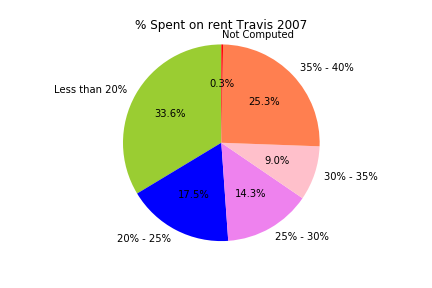 % Spent on rent Travis 2007
Not Computed
35% - 40%
Less than 20%
0.3%
25.3%
33.6%
9.0%
30% - 35%
17.5%
14.3%
20% - 25%
25% - 30%